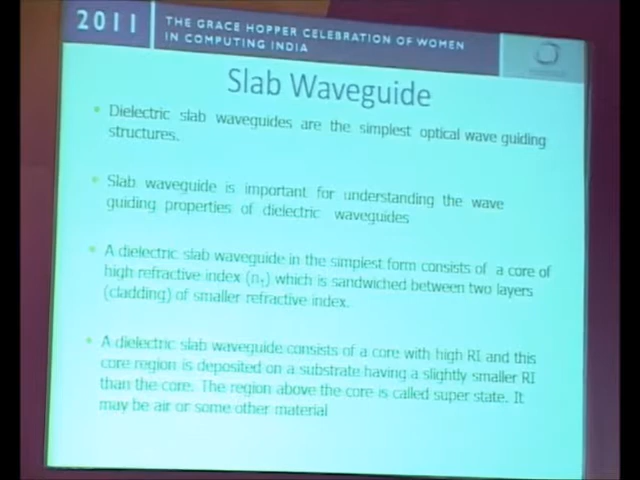 2011
THE GRACE HOPPER CELEBRATION OF WOMEN
IN COMPUTING INDIA
Slab Waveguide
• Dielectric slab waveguides are the simplest optical wave guiding
structures.
• Slab waveguide is important for understanding the wave
guiding properties of dielectric waveguides
• A dielectric slab waveguide in the simplest form consists of a core of
high refractive index (n₁) which is sandwiched between two layers
(cladding) of smaller refractive index.
• A dielectric slab waveguide consists of a core with high RI and this
core region is deposited on a substrate having a slightly smaller RI
than the core. The region above the core is called super state. It
may be air or some other material